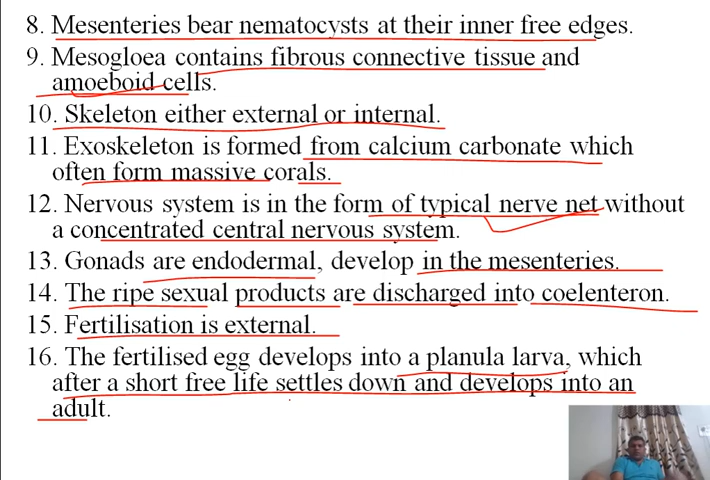 8. Mesenteries bear nematocysts at their inner free edges.
9. Mesogloea contains fibrous connective tissue and
amoeboid cells.
10. Skeleton either external or internal.
11. Exoskeleton is formed from calcium carbonate which
often form massive corals.
12. Nervous system is in the form of typical nerve net without
a concentrated central nervous system.
13. Gonads are endodermal, develop in the mesenteries.
14. The ripe sexual products are discharged into coelenteron.
15. Fertilisation is external.
16. The fertilised egg develops into a planula larva, which
after a short free life settles down and develops into an
adult.